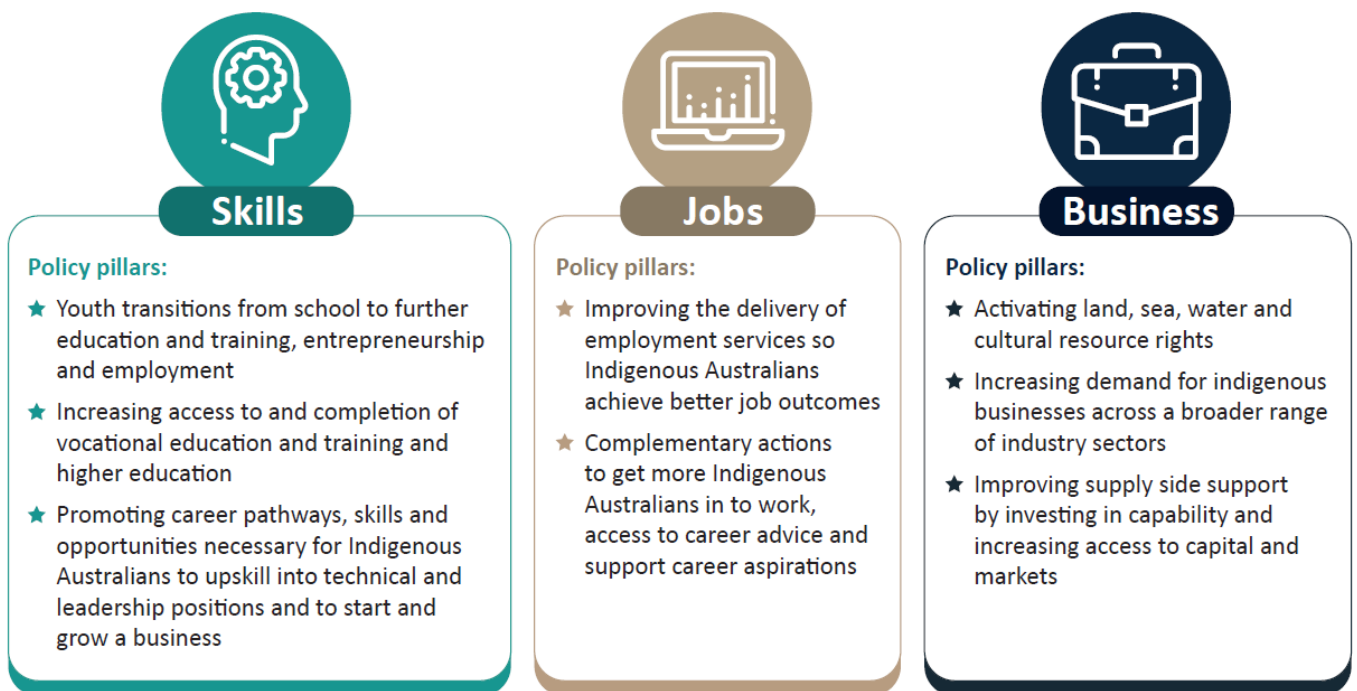 Skills
Policy pillars:
Youth transitions from school to further
education and training, entrepreneurship
and employment
Increasing access to and completion of
vocational education and training and
higher education
Promoting career pathways, skills and
opportunities necessary for Indigenous
Australians to upskill into technical and
leadership positions and to start and
grow a business
Jobs
Policy pillars:
Improving the delivery of
employment services so
Indigenous Australians
achieve better job outcomes
Complementary actions
to get more Indigenous
Australians in to work,
access to career advice and
support career aspirations
Business
Policy pillars:
Activating land, sea, water and
cultural resource rights
Increasing demand for indigenous
businesses across a broader range
of industry sectors
Improving supply side support
by investing in capability and
increasing access to capital and
markets